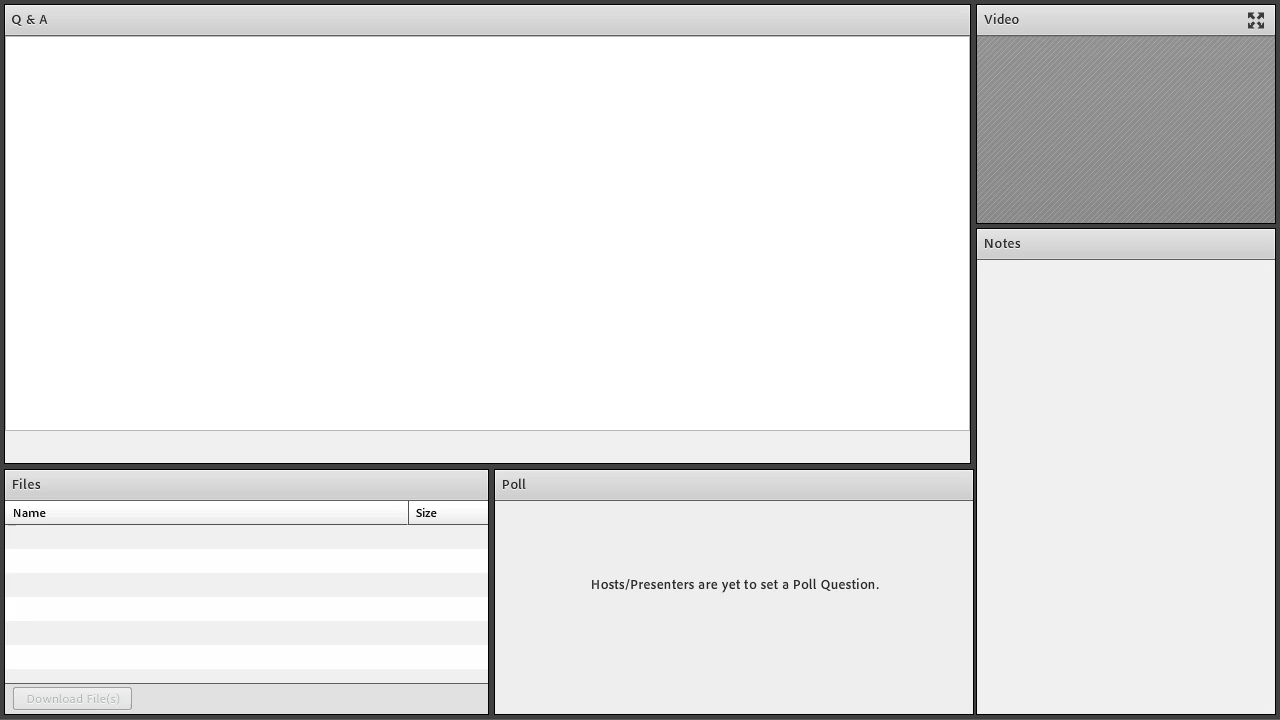 Q & A
Video
Notes
Files
Name Size
Download File(s)
Poll
Hosts/Presenters are yet to set a Poll Question.